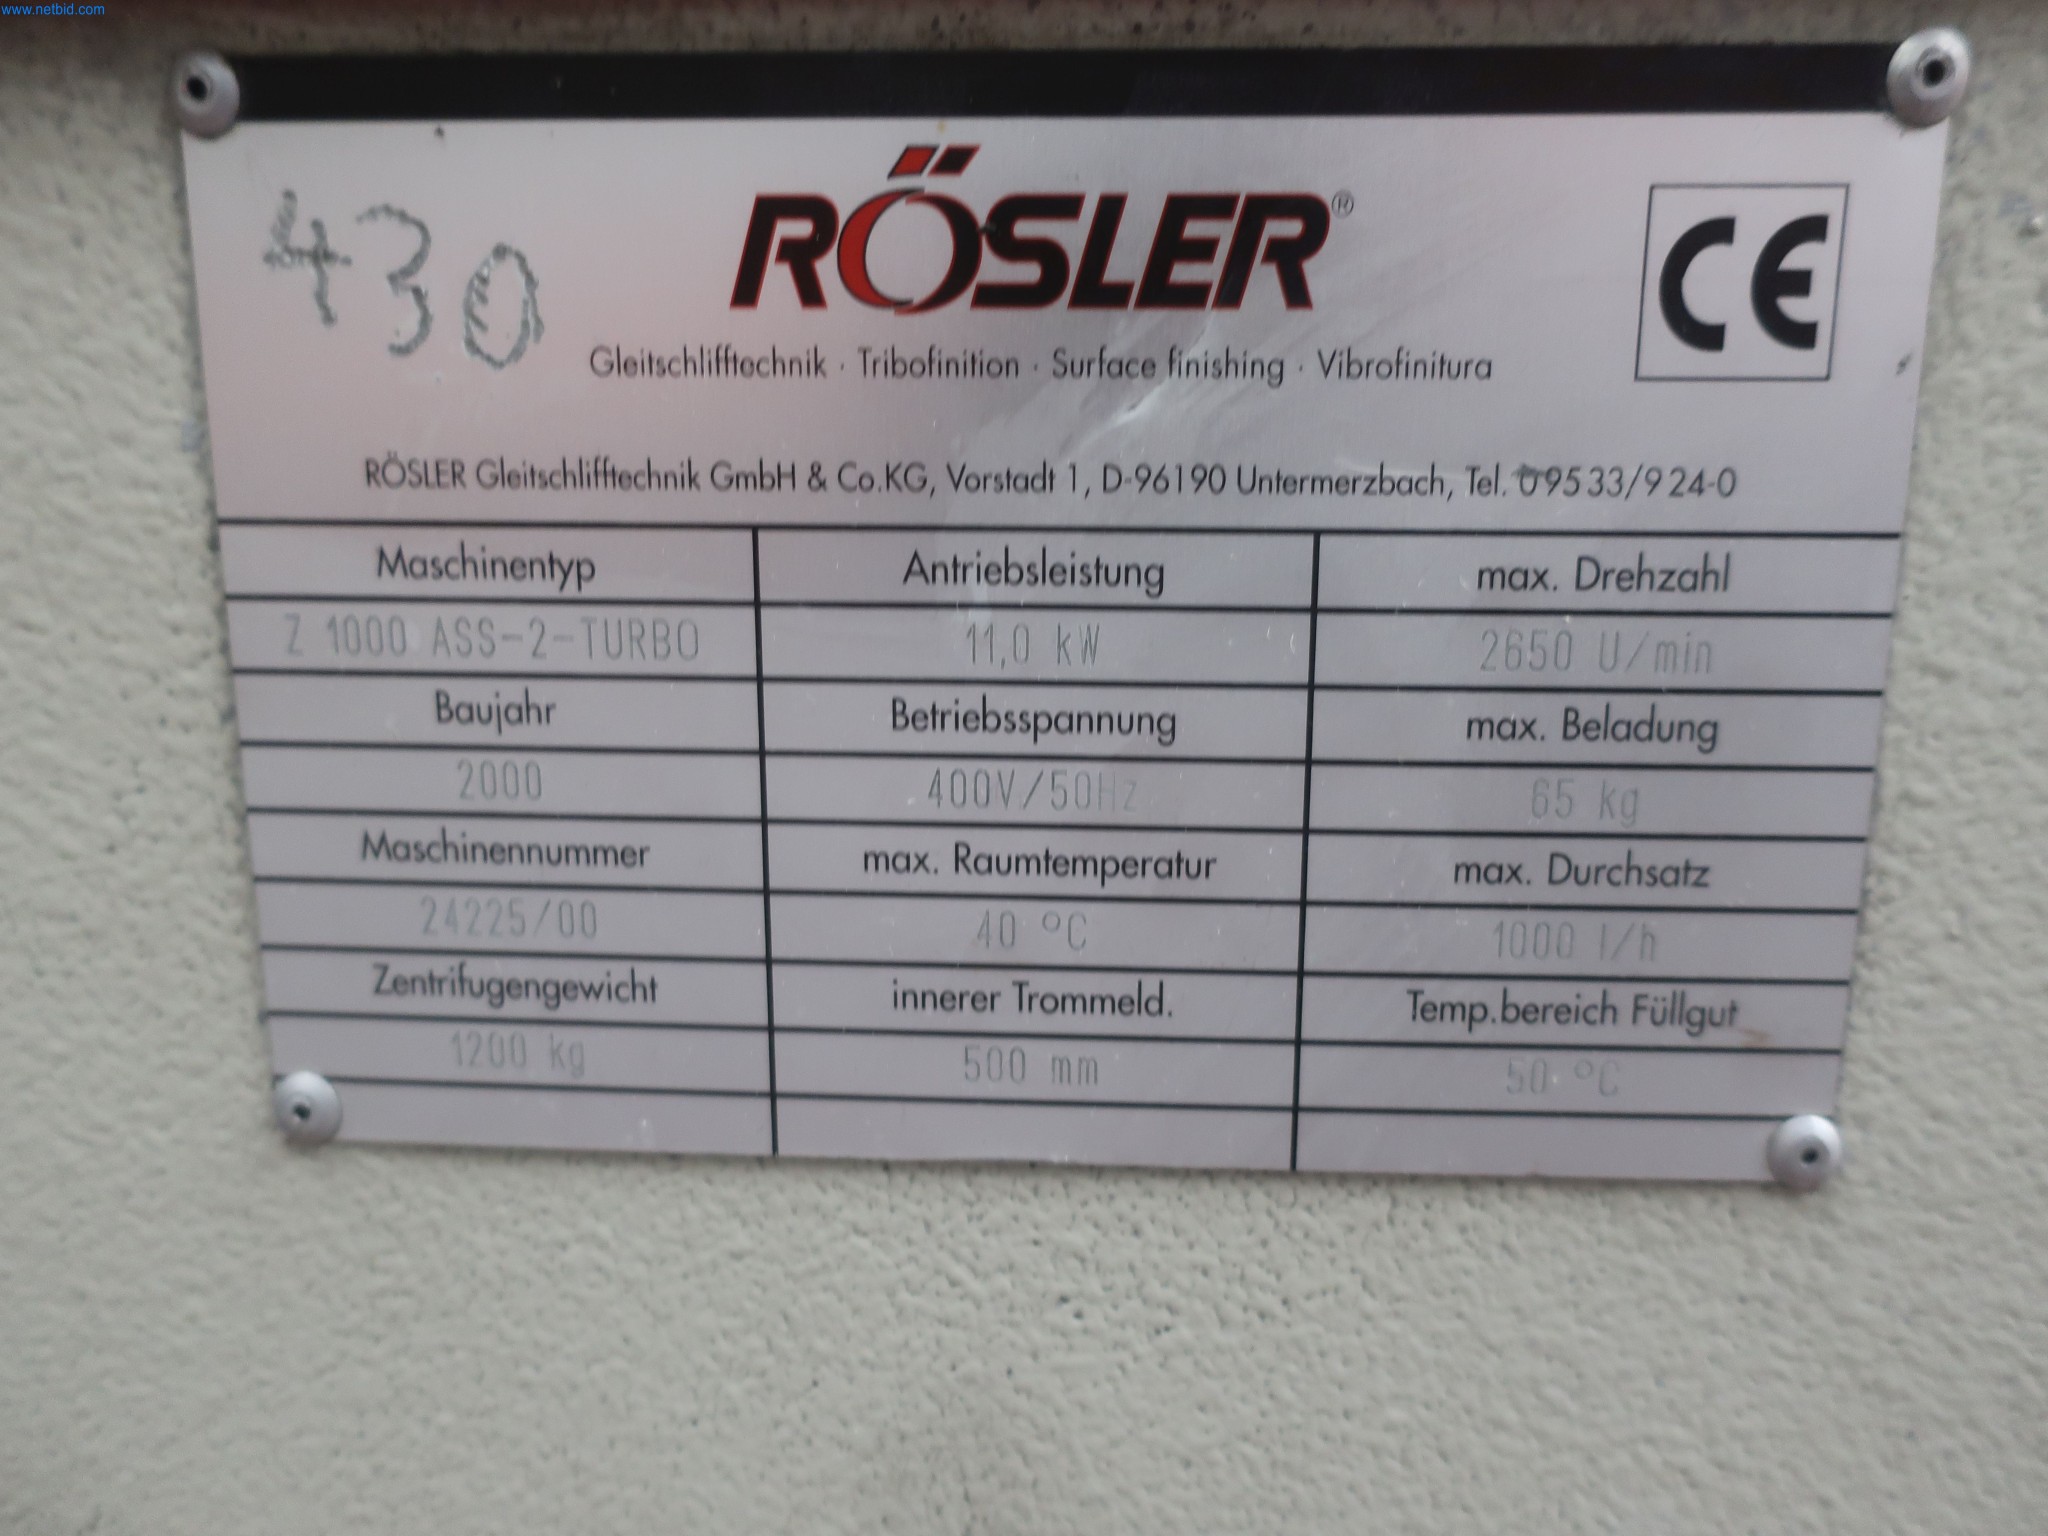 www.netbid.com
430
RÖSLER®
CE
Gleitschlifftechnik · Tribofinition · Surface finishing · Vibrofinitura
RÖSLER Gleitschlifftechnik GmbH & Co.KG, Vorstadt 1, D-96190 Untermerzbach, Tel. 09533/924-0
Maschinentyp Antriebsleistung max. Drehzahl
Z 1000 ASS-2-TURBO 11,0 kW 2650 U/min
Baujahr Betriebsspannung max. Beladung
2000 400V/50Hz 65 kg
Maschinennummer max. Raumtemperatur max. Durchsatz
24225/00 40 °C 1000 l/h
Zentrifugengewicht innerer Trommeld. Temp.bereich Füllgut
1200 kg 500 mm 50 °C